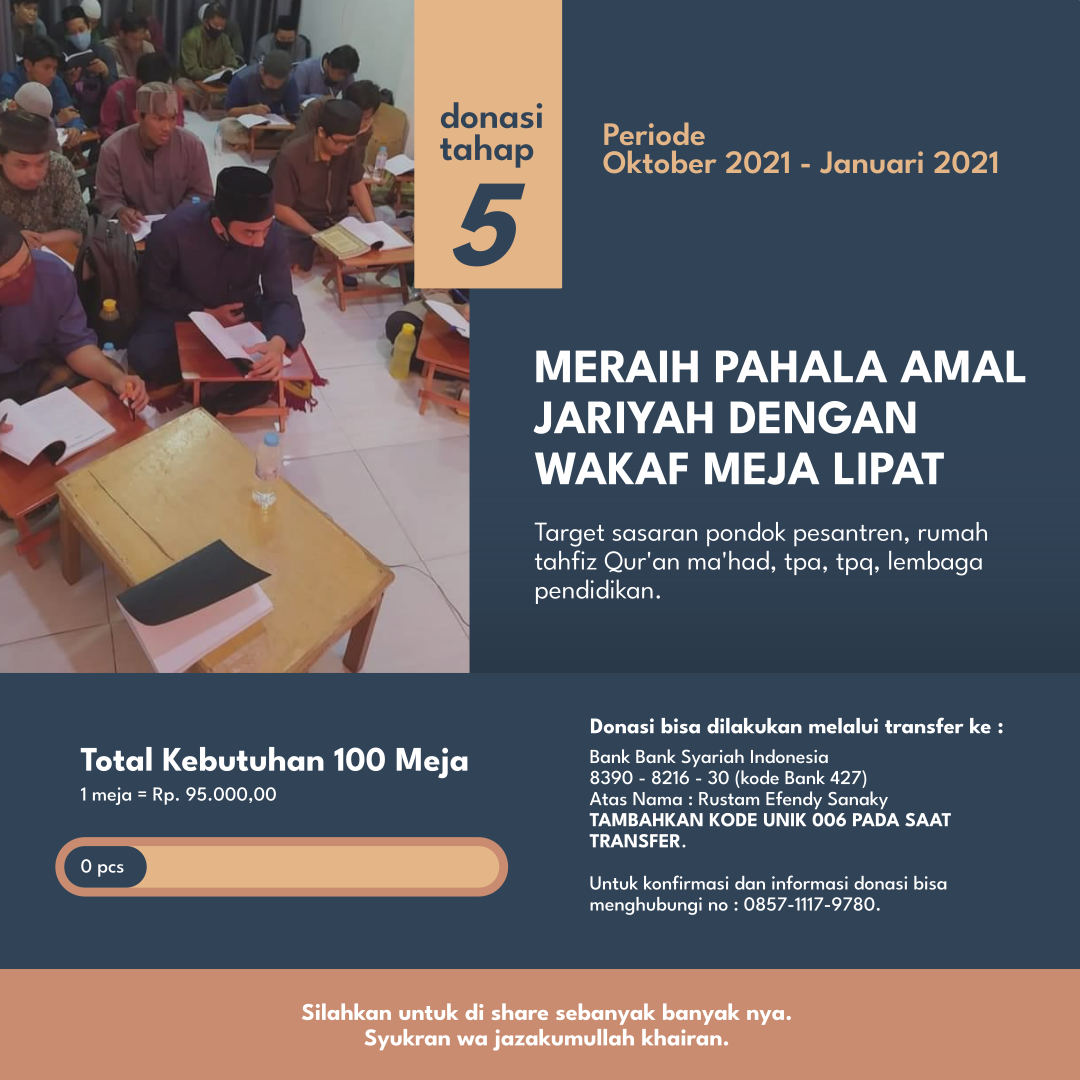 donasi
tahap
5
Periode
Oktober 2021 - Januari 2021
MERAIH PAHALA AMAL
JARIYAH DENGAN
WAKAF MEJA LIPAT
Target sasaran pondok pesantren, rumah
tahfiz Qur'an ma'had, tpa, tpq, lembaga
pendidikan.
Total Kebutuhan 100 Meja
1 meja = Rp. 95.000,00
0 pcs
Donasi bisa dilakukan melalui transfer ke :
Bank Bank Syariah Indonesia
8390 - 8216 - 30 (kode Bank 427)
Atas Nama : Rustam Efendy Sanaky
TAMBAHKAN KODE UNIK 006 PADA SAAT
TRANSFER.
Untuk konfirmasi dan informasi donasi bisa
menghubungi no : 0857-1117-9780.
Silahkan untuk di share sebanyak banyak nya.
Syukran wa jazakumullah khairan.